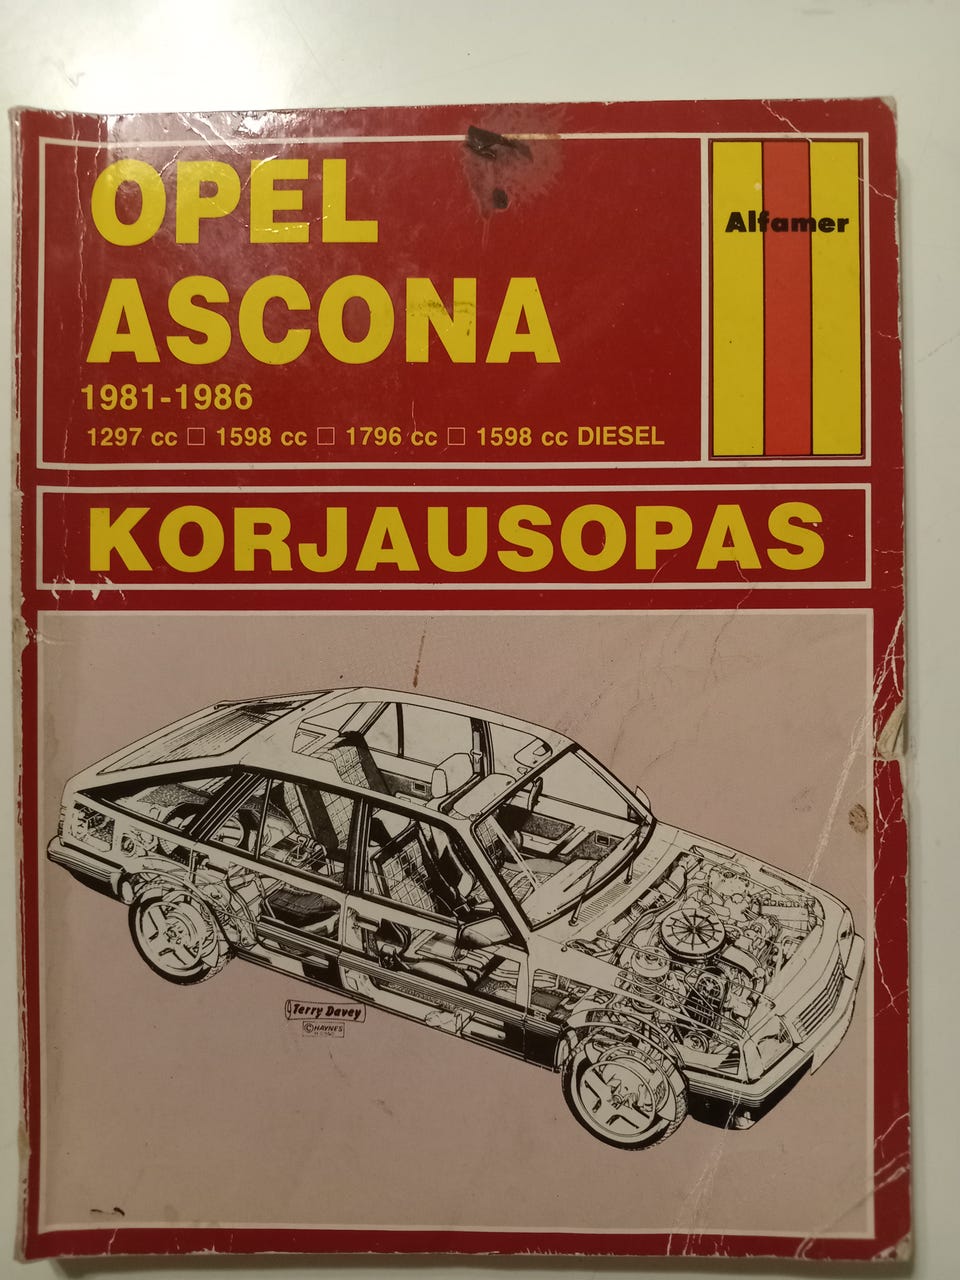 OPEL
ASCONA
1981-1986
1297 cc □ 1598 cc □ 1796 cc □ 1598 cc DIESEL
Alfamer
KORJAUSOPAS
Terry Davey
© HAYNES